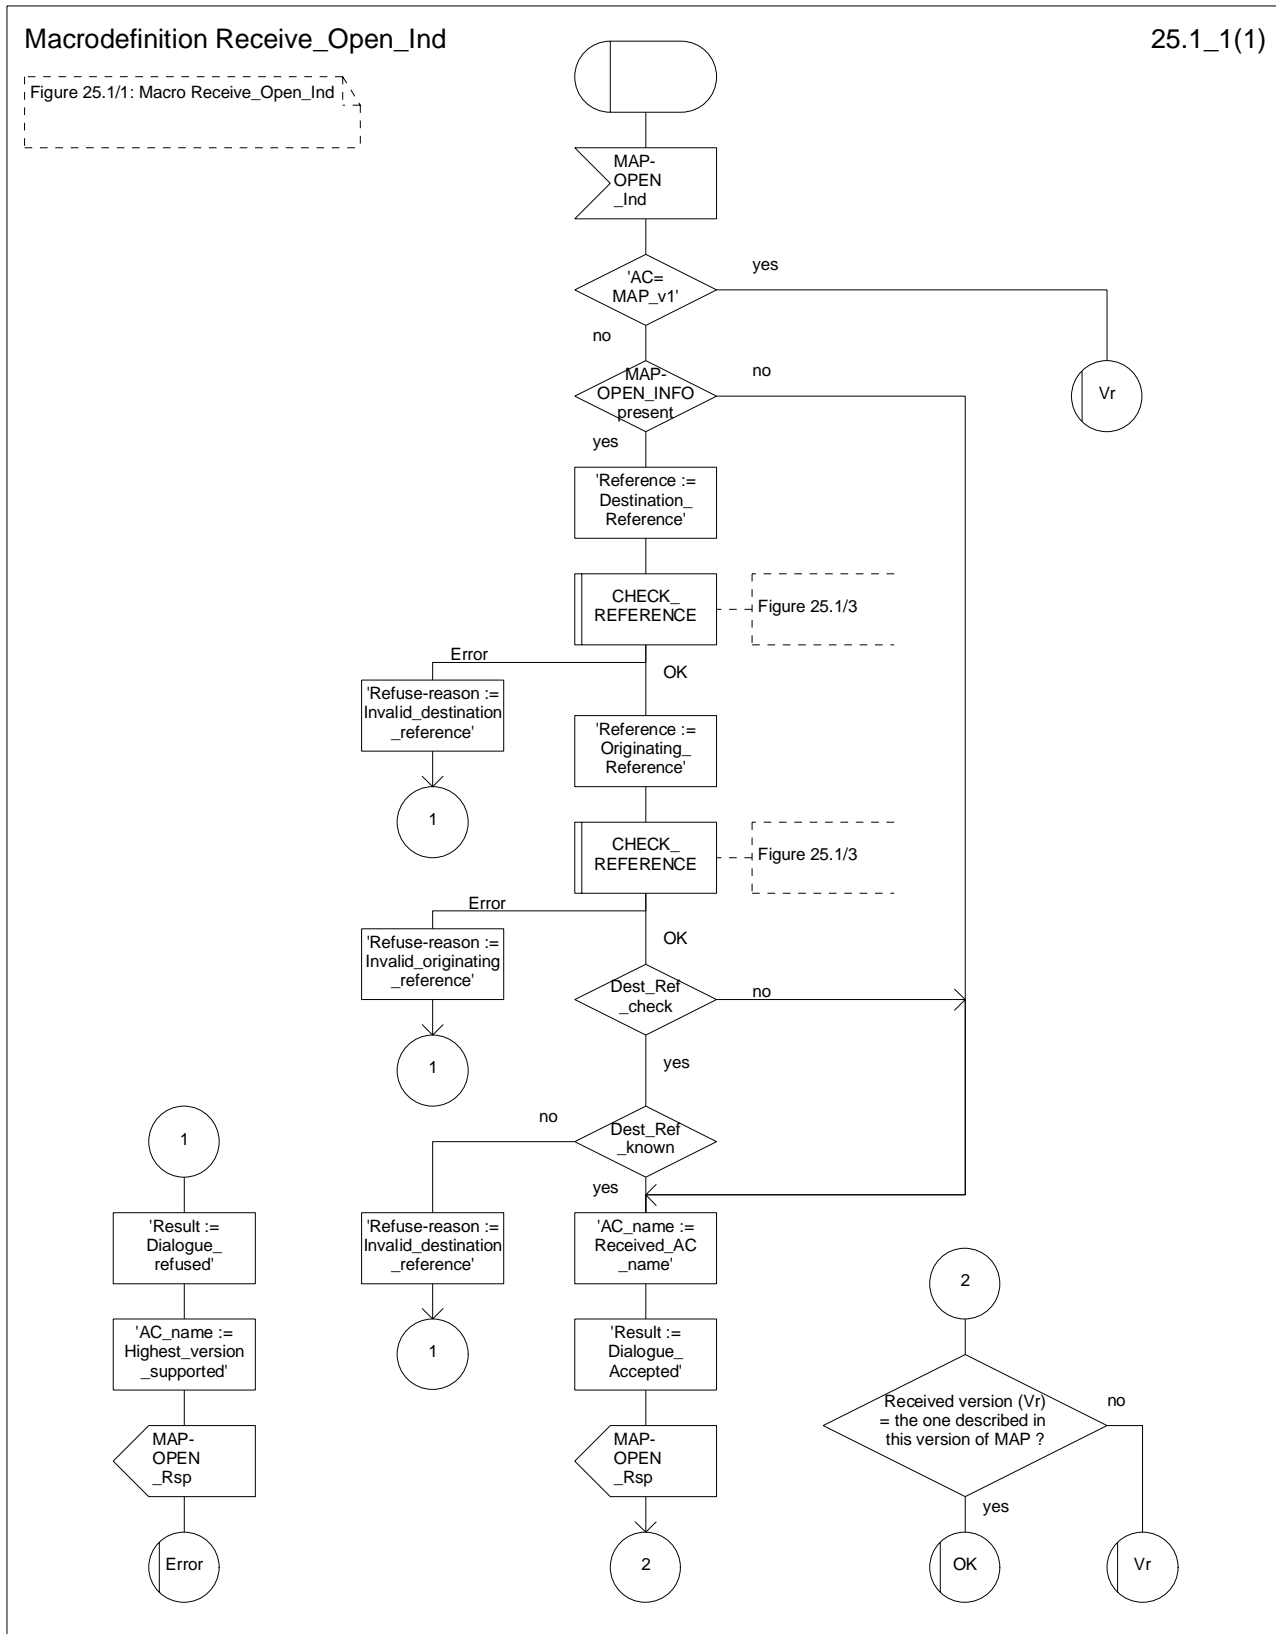 Macrodefinition Receive_Open_Ind
25.1_1(1)
Figure 25.1/1: Macro Receive_Open_Ind
MAP-
OPEN
_Ind
'AC=
MAP_v1'
yes
no
Vr
MAP-
OPEN_INFO
present
no
yes
'Reference :=
Destination_
Reference'
CHECK_
REFERENCE
Figure 25.1/3
Error
OK
'Refuse-reason :=
Invalid_destination
_reference'
1
'Reference :=
Originating_
Reference'
CHECK_
REFERENCE
Figure 25.1/3
Error
OK
'Refuse-reason :=
Invalid_originating
_reference'
1
Dest_Ref
_check
no
yes
Dest_Ref
_known
no
yes
'Refuse-reason :=
Invalid_destination
_reference'
1
'AC_name :=
Received_AC
_name'
'Result :=
Dialogue_
Accepted'
MAP-
OPEN
_Rsp
2
1
'Result :=
Dialogue_
refused'
'AC_name :=
Highest_version
_supported'
MAP-
OPEN
_Rsp
Error
2
Received version (Vr)
= the one described in
this version of MAP ?
no
yes
OK
Vr